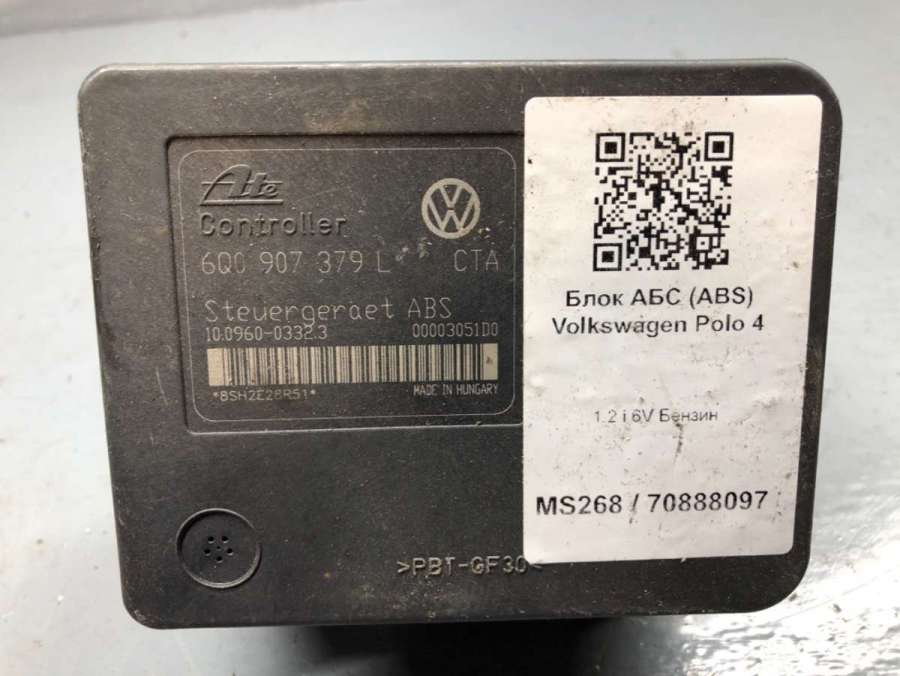 Ate
Controller
6Q0 907 379 L CTA
Steuergeraet ABS
10.0960-0332.3 00003051D0
*8SH2E28R51*
MADE IN HUNGARY
>PBT-GF30<
Блок АБС (ABS)
Volkswagen Polo 4
1.2 i 6V Бензин
MS268 / 70888097